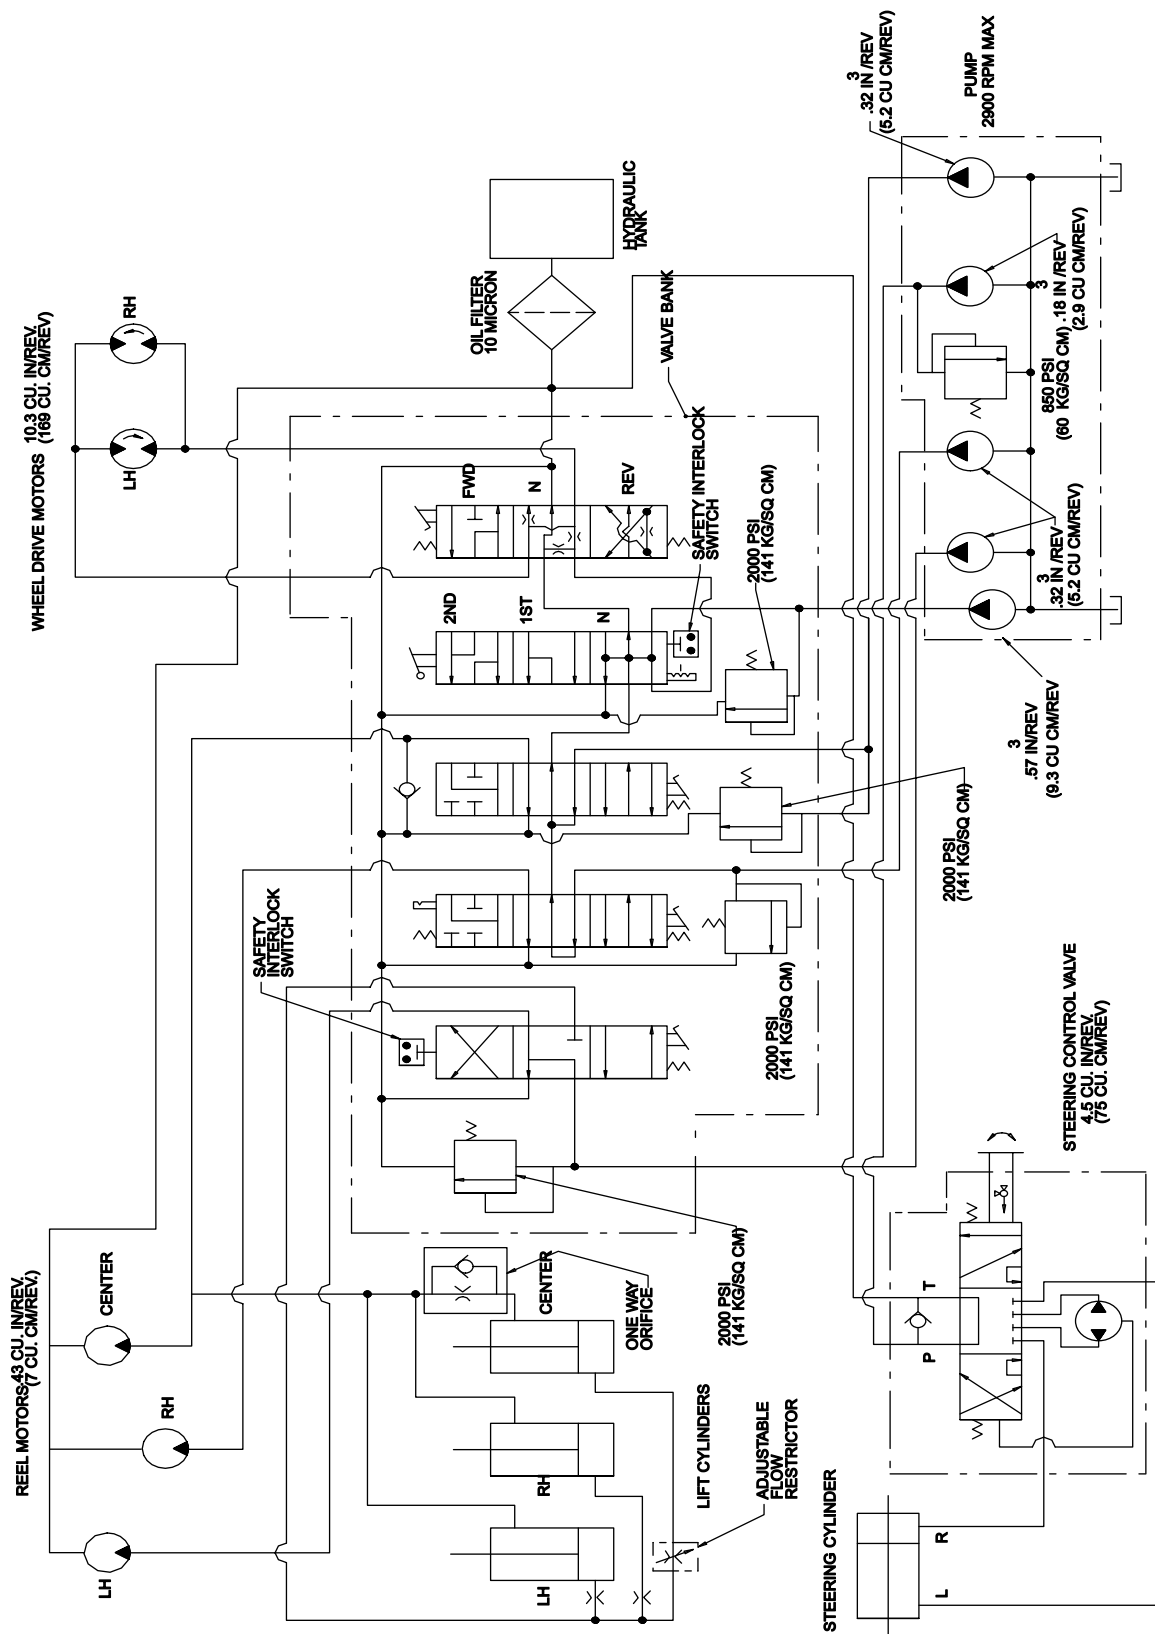 REEL MOTORS
.43 CU. IN/REV.
(7 CU. CM/REV.)
LH
RH
CENTER
WHEEL DRIVE MOTORS
10.3 CU. IN/REV.
(169 CU. CM/REV)
LH
RH
OIL FILTER
10 MICRON
HYDRAULIC
TANK
VALVE BANK
FWD
N
REV
2ND
1ST
N
SAFETY INTERLOCK
SWITCH
SAFETY
INTERLOCK
SWITCH
2000 PSI
(141 KG/SQ CM)
2000 PSI
(141 KG/SQ CM)
2000 PSI
(141 KG/SQ CM)
2000 PSI
(141 KG/SQ CM)
LH
RH
CENTER
ONE WAY
ORIFICE
LIFT CYLINDERS
ADJUSTABLE
FLOW
RESTRICTOR
STEERING CYLINDER
L
R
P
T
STEERING CONTROL VALVE
4.5 CU. IN/REV.
(75 CU. CM/REV)
3
.57 IN/REV
(9.3 CU CM/REV)
3
.32 IN /REV
(5.2 CU CM/REV)
850 PSI
(60 KG/SQ CM)
3
.18 IN /REV
(2.9 CU CM/REV)
3
.32 IN /REV
(5.2 CU CM/REV)
PUMP
2900 RPM MAX